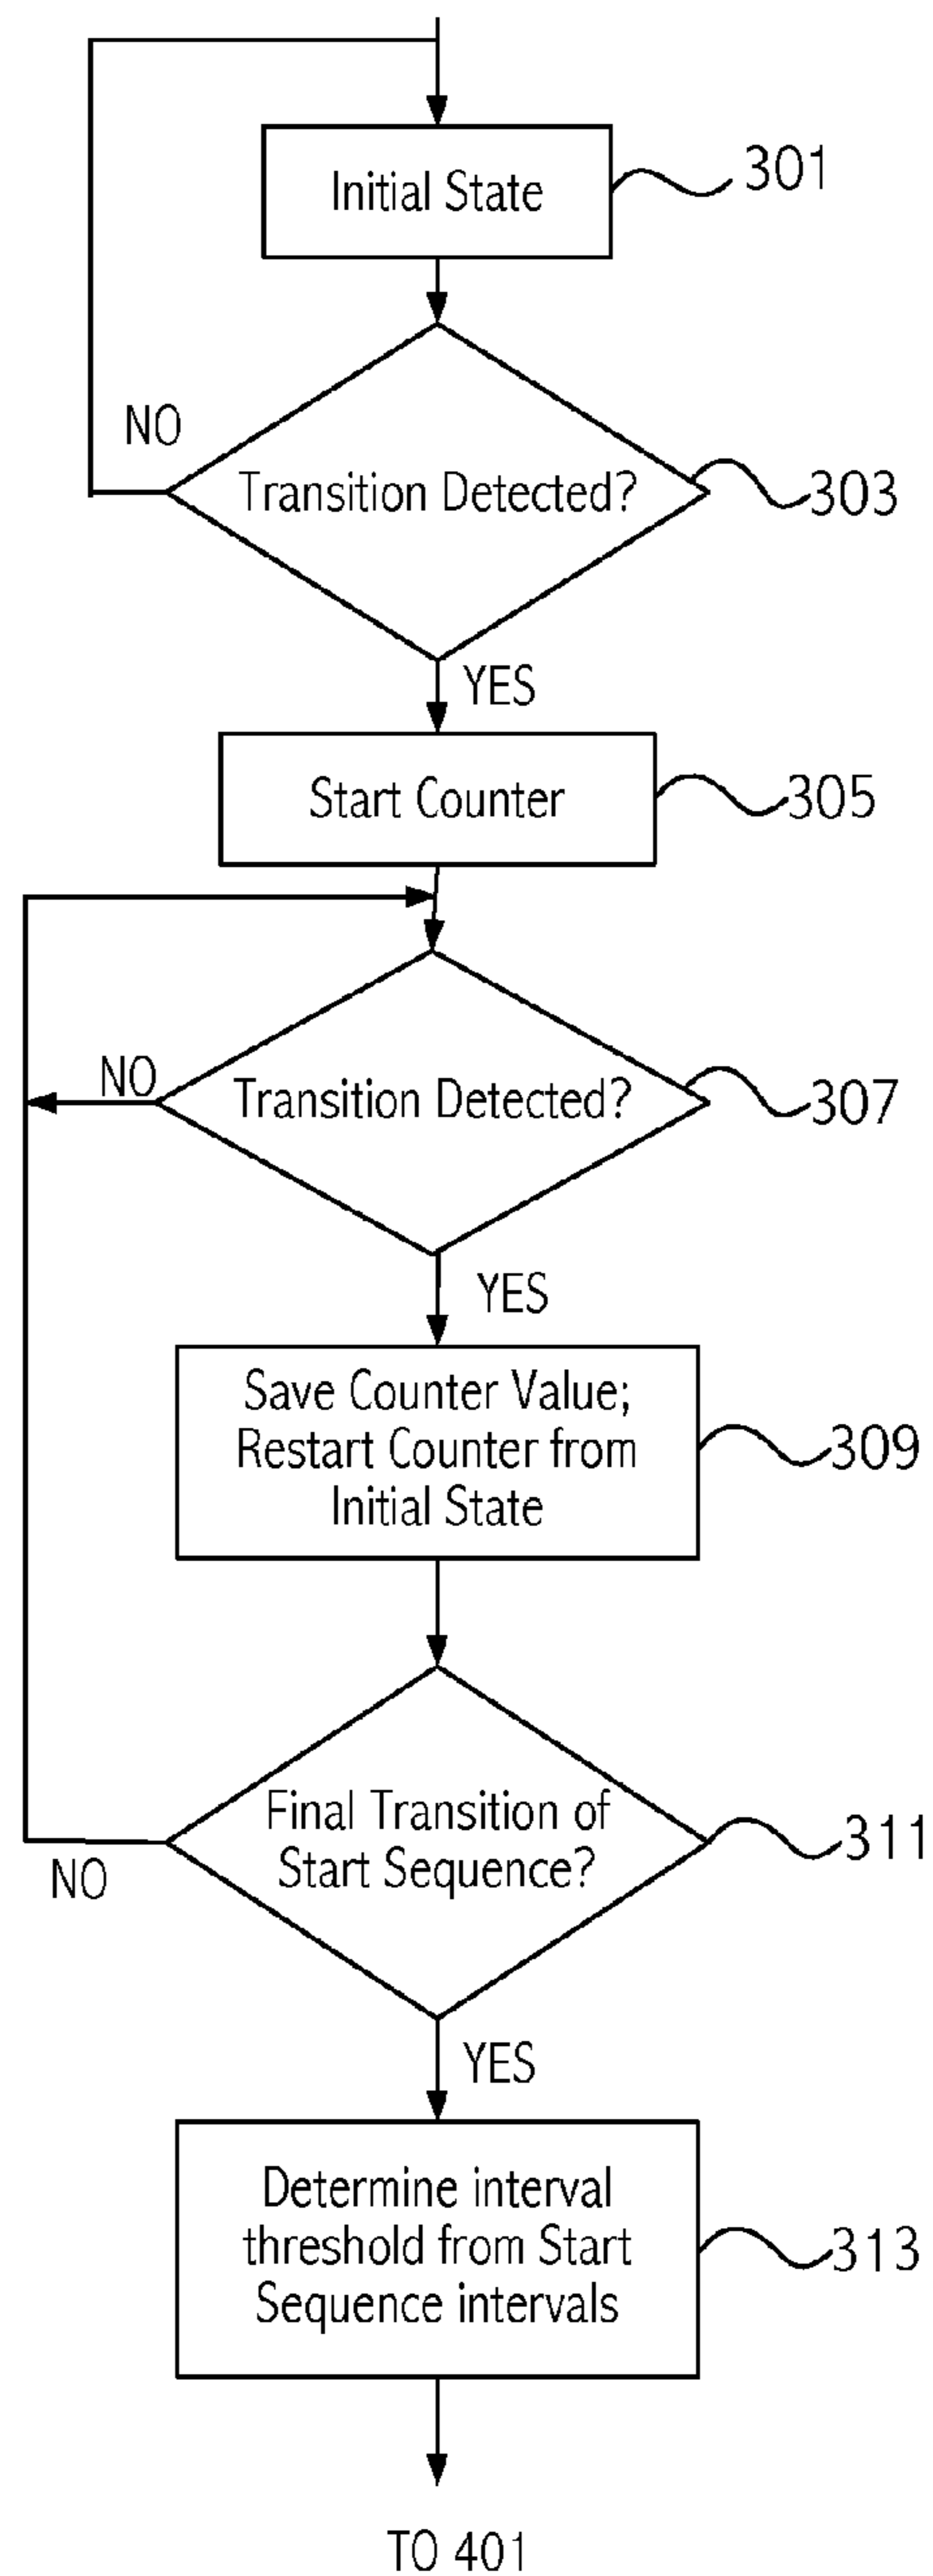 Initial State
301
NO
Transition Detected?
303
YES
Start Counter
305
NO
Transition Detected?
307
YES
Save Counter Value;
Restart Counter from
Initial State
309
Final Transition of
Start Sequence?
311
NO
YES
Determine interval
threshold from Start
Sequence intervals
313
TO 401